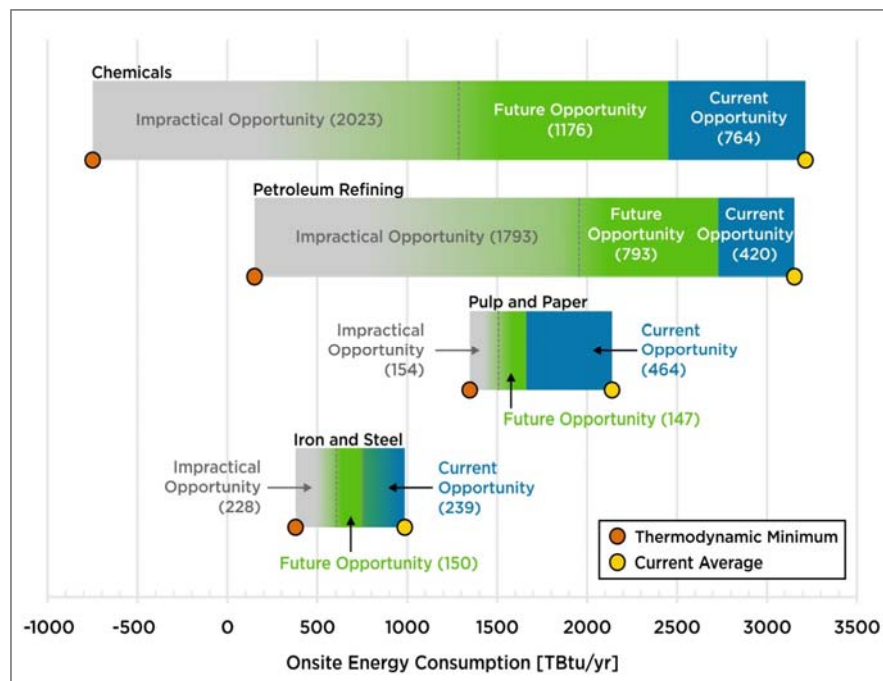 Chemicals
Impractical Opportunity (2023)
Future Opportunity
(1176)
Current
Opportunity
(764)
Petroleum Refining
Impractical Opportunity (1793)
Future
Opportunity
(793)
Current
Opportunity
(420)
Pulp and Paper
Impractical
Opportunity
(154)
Current
Opportunity
(464)
Future Opportunity (147)
Iron and Steel
Impractical
Opportunity
(228)
Current
Opportunity
(239)
Future Opportunity (150)
Thermodynamic Minimum
Current Average
-1000 -500 0 500 1000 1500 2000 2500 3000 3500
Onsite Energy Consumption [TBtu/yr]